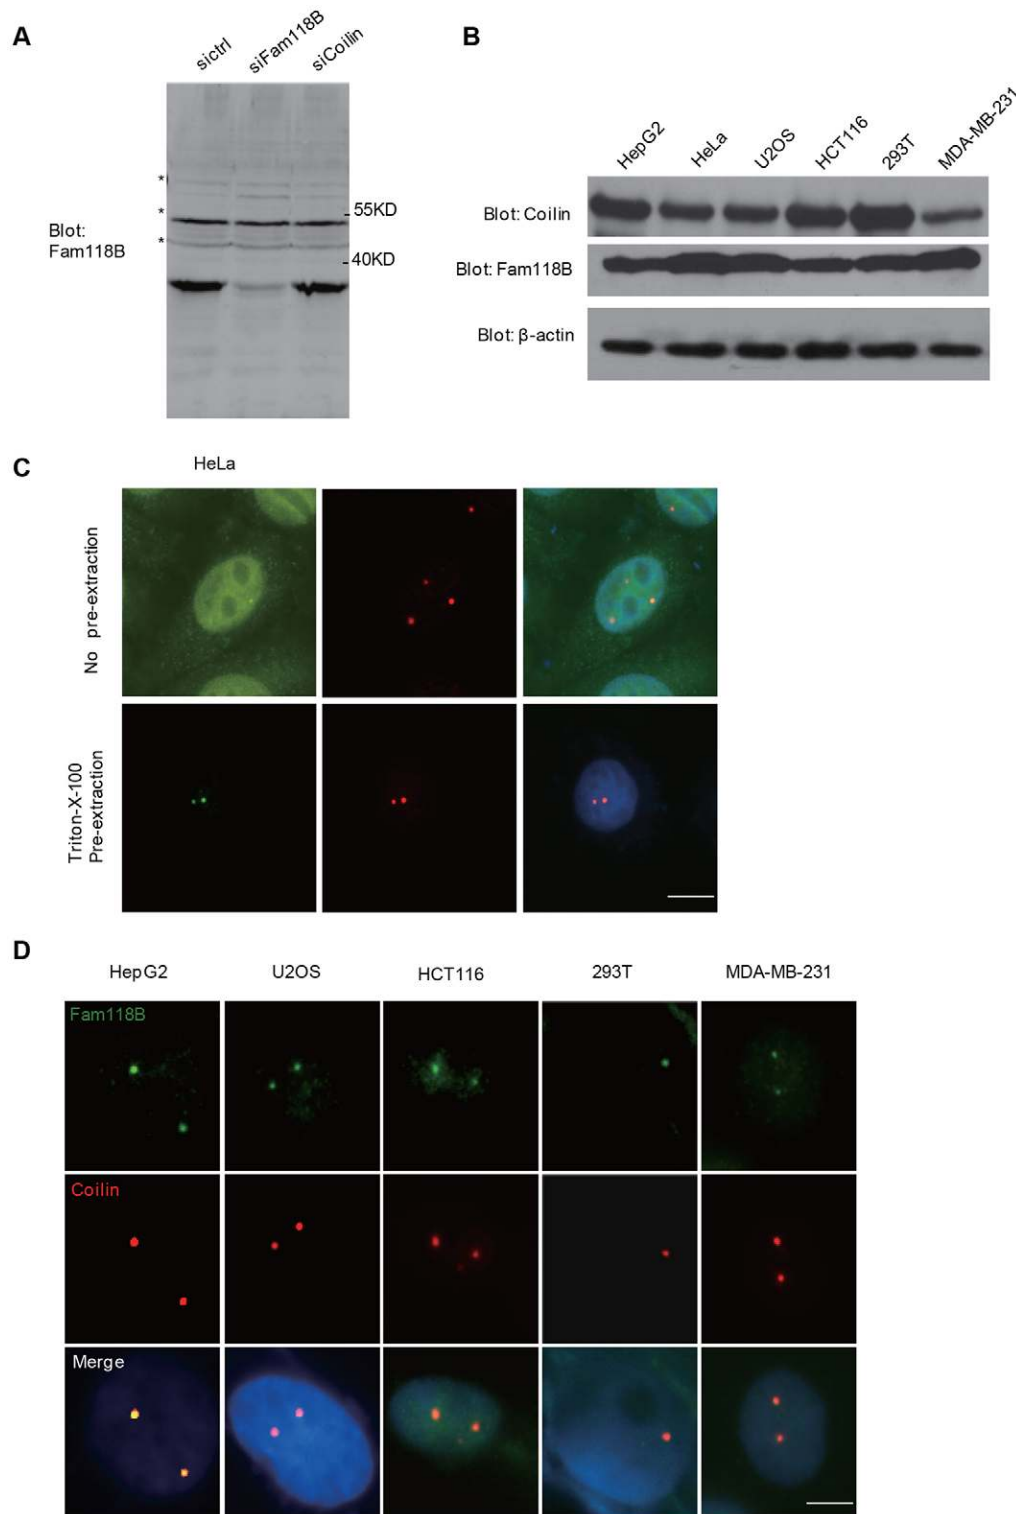 A
sictrl
siFam118B
siCoilin
*
*
*
55KD
40KD
Blot:
Fam118B
B
HepG2
HeLa
U2OS
HCT116
293T
MDA-MB-231
Blot: Coilin
Blot: Fam118B
Blot: β-actin
C
HeLa
No pre-extraction
Triton-X-100
Pre-extraction
D
HepG2
U2OS
HCT116
293T
MDA-MB-231
Fam118B
Coilin
Merge